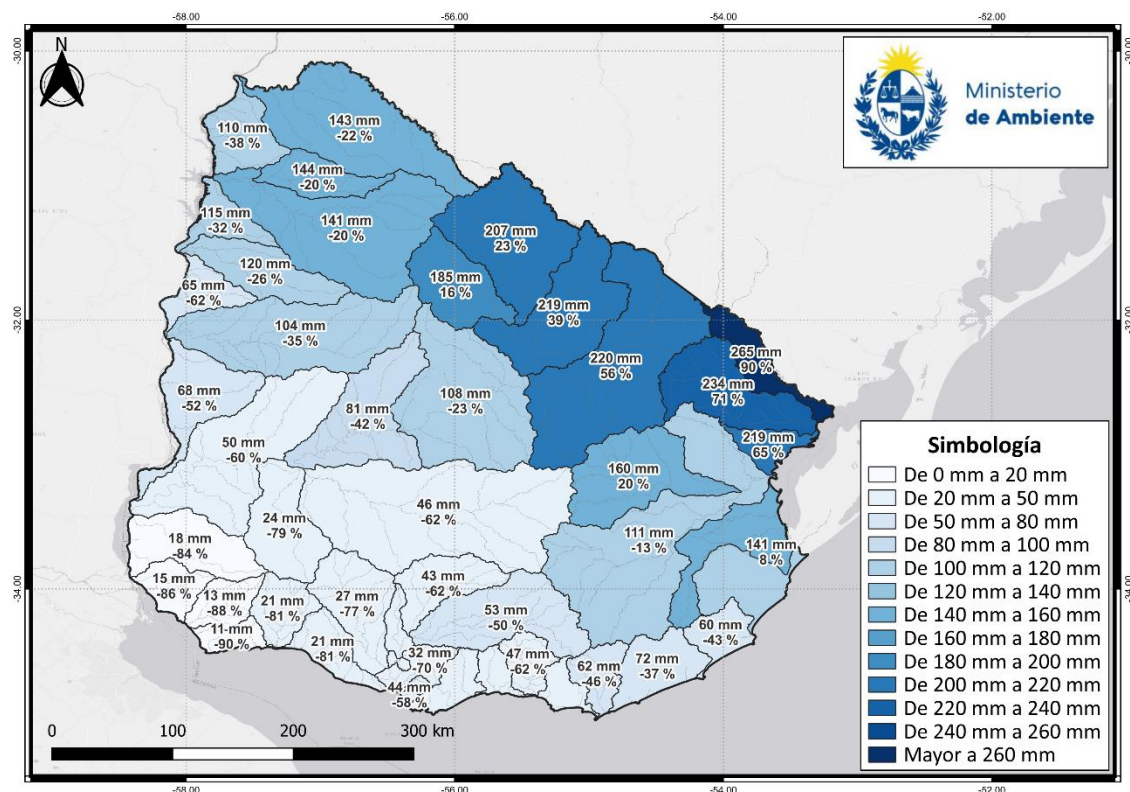 -58.00
-56.00
-54.00
-52.00
-30.00
-30.00
N
Ministerio
de Ambiente
143 mm
-22 %
110 mm
-38 %
144 mm
-20 %
115 mm
-32 %
141 mm
-20 %
207 mm
23 %
120 mm
-26 %
185 mm
16 %
65 mm
-62 %
219 mm
39 %
-32.00
-32.00
104 mm
-35 %
220 mm
56 %
265 mm
90 %
234 mm
71 %
68 mm
-52 %
81 mm
-42 %
108 mm
-23 %
219 mm
65 %
50 mm
-60 %
160 mm
20 %
46 mm
-62 %
24 mm
-79 %
18 mm
-84 %
111 mm
-13 %
141 mm
8 %
15 mm
-86 %
13 mm
-88 %
21 mm
-81 %
27 mm
-77 %
43 mm
-62 %
53 mm
-50 %
-34.00
-34.00
11 mm
-90 %
21 mm
-81 %
32 mm
-70 %
47 mm
-62 %
62 mm
-46 %
72 mm
-37 %
60 mm
-43 %
44 mm
-58 %
Simbología
De 0 mm a 20 mm
De 20 mm a 50 mm
De 50 mm a 80 mm
De 80 mm a 100 mm
De 100 mm a 120 mm
De 120 mm a 140 mm
De 140 mm a 160 mm
De 160 mm a 180 mm
De 180 mm a 200 mm
De 200 mm a 220 mm
De 220 mm a 240 mm
De 240 mm a 260 mm
Mayor a 260 mm
0
100
200
300 km
-58.00
-56.00
-54.00
-52.00